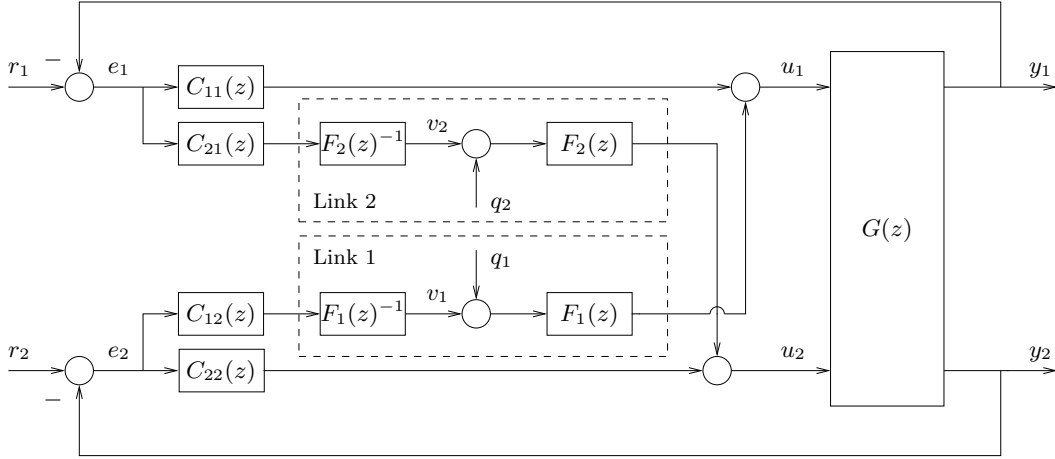 −
r₁
e₁
C₁₁(z)
u₁
y₁
C₂₁(z)
F₂(z)⁻¹
v₂
F₂(z)
Link 2
q₂
G(z)
Link 1
q₁
C₁₂(z)
F₁(z)⁻¹
v₁
F₁(z)
r₂
e₂
C₂₂(z)
u₂
y₂
−